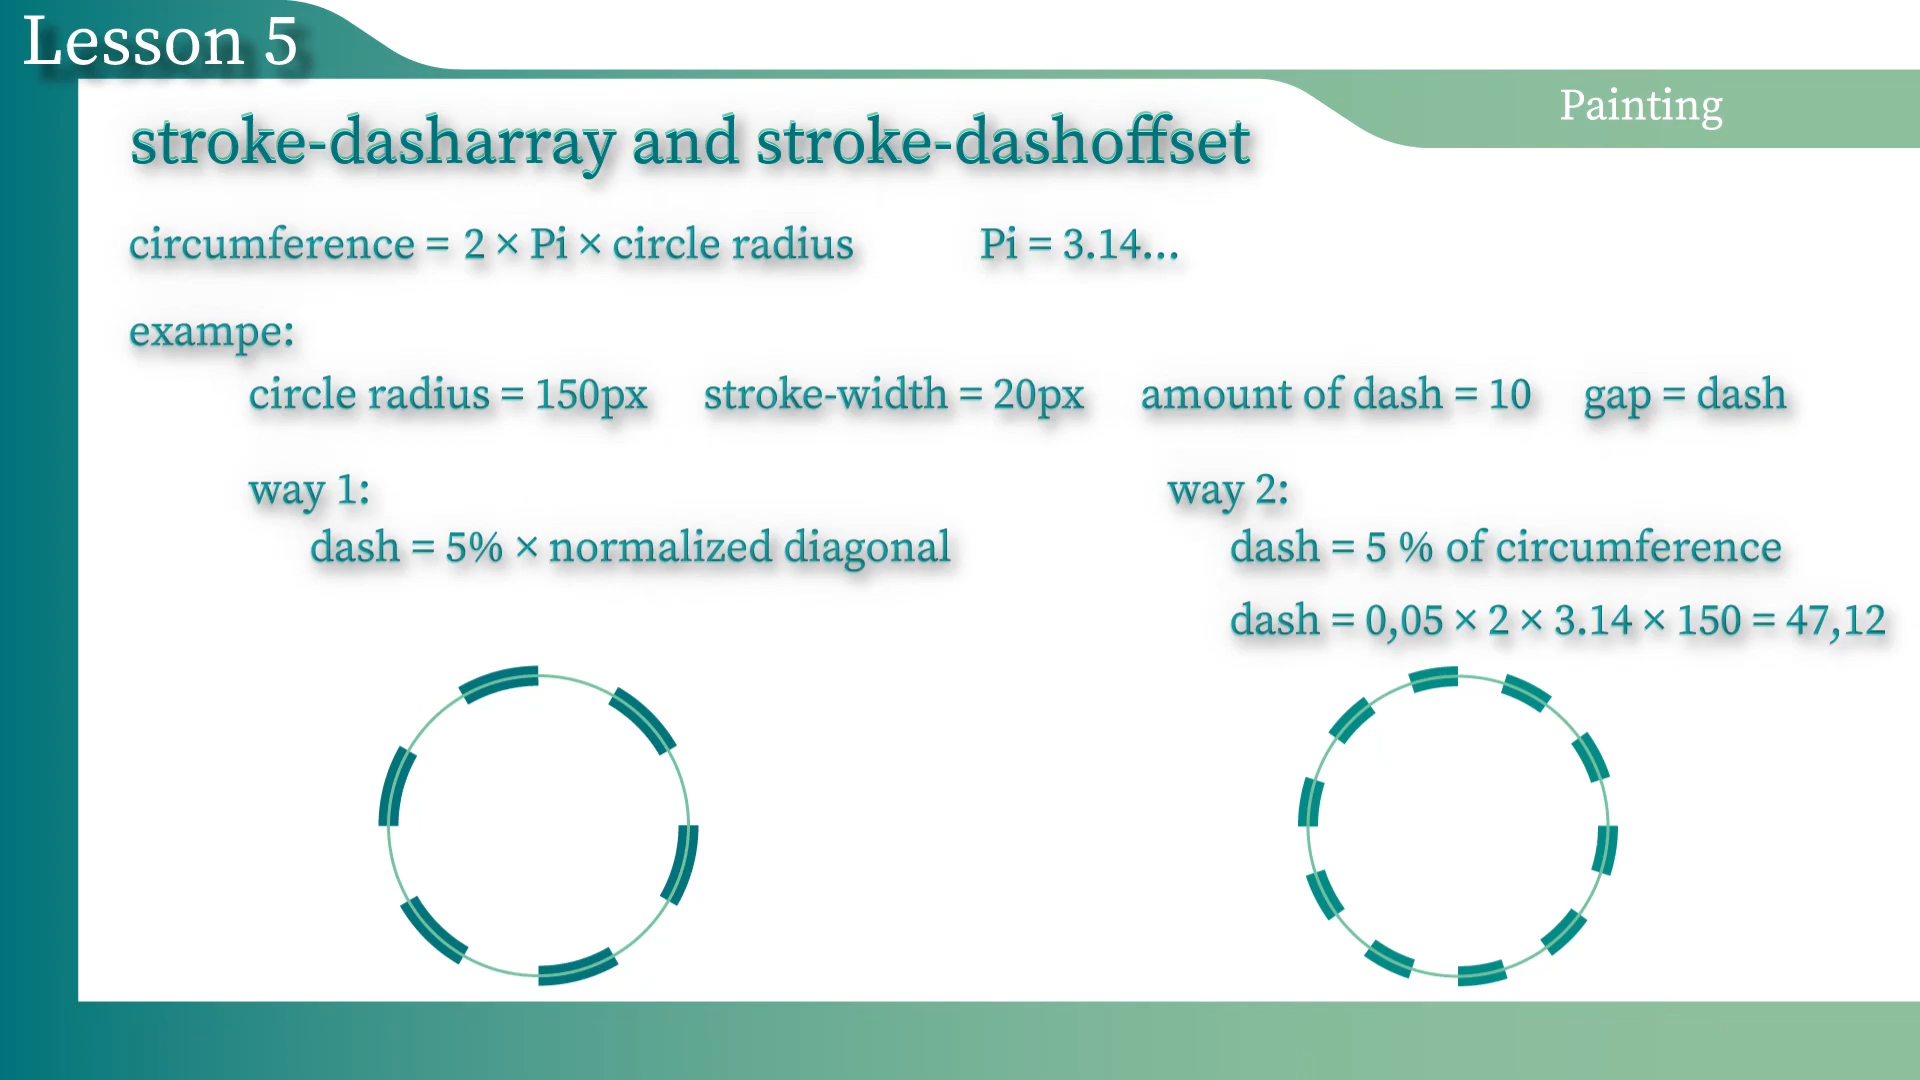 Lesson 5
Painting
stroke-dasharray and stroke-dashoffset
circumference = 2 × Pi × circle radius
Pi = 3.14...
exampe:
circle radius = 150px
stroke-width = 20px
amount of dash = 10
gap = dash
way 1:
dash = 5% × normalized diagonal
way 2:
dash = 5 % of circumference
dash = 0,05 × 2 × 3.14 × 150 = 47,12